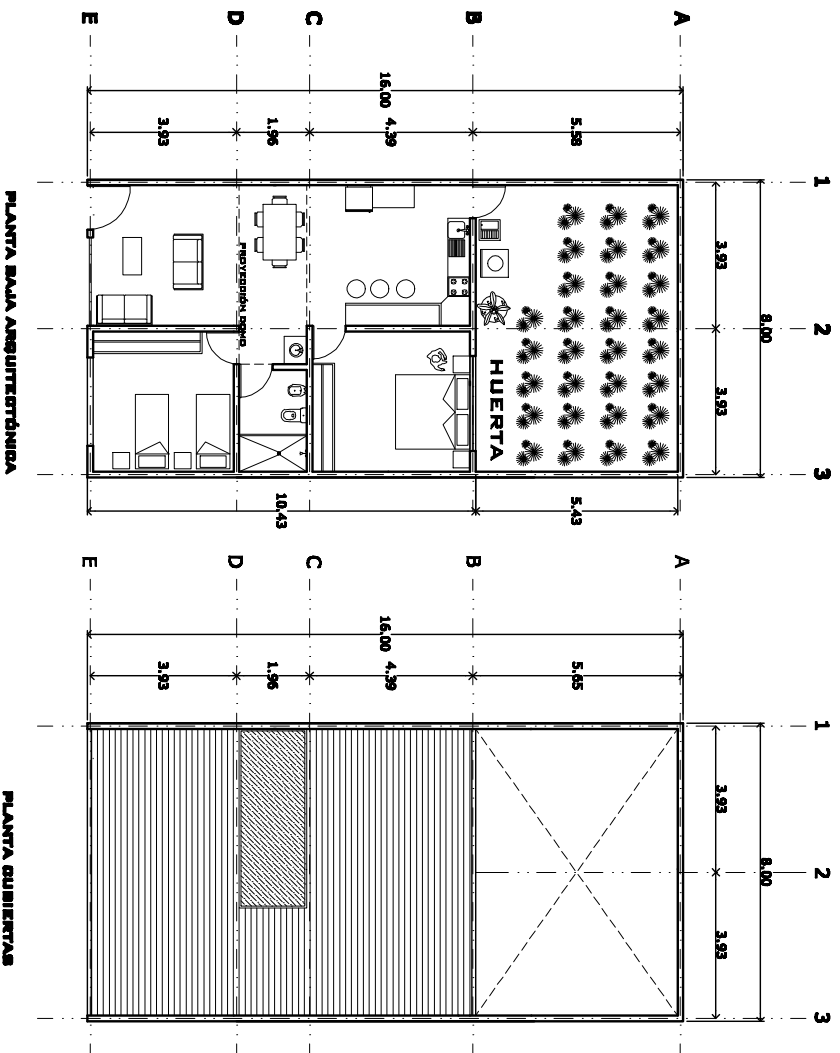 E
D
C
B
A
16.00
3.93
1.96
4.39
5.58
1
2
3
3.93
3.93
8.00
PROYECCIÓN DOMO
HUERTA
10.43
5.43
PLANTA BAJA ARQUITECTÓNICA
E
D
C
B
A
16.00
3.93
1.96
4.39
5.65
1
2
3
3.93
3.93
8.00
PLANTA CUBIERTAS